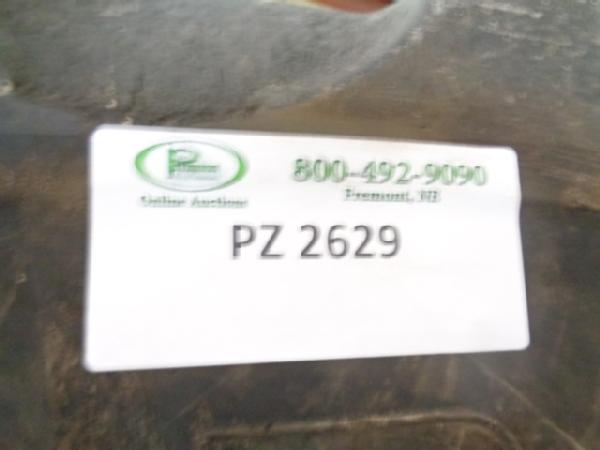 800-492-9090
Online Auctions
Fremont, NE
PZ 2629